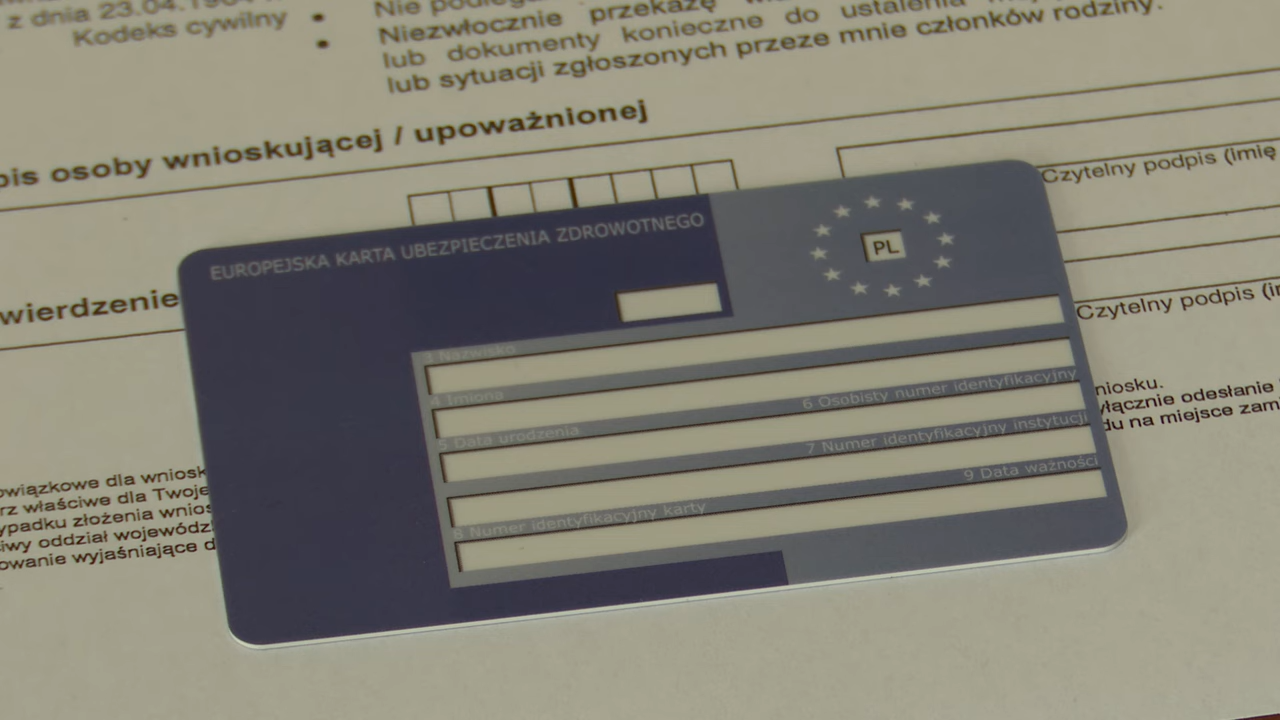 z dnia 23.04.
Kodeks cywilny
• Nie
Niezwłocznie przekażę
• lub dokumenty konieczne do ustalenia
lub sytuacji zgłoszonych przeze mnie członków rodziny.
pis osoby wnioskującej / upoważnionej
Czytelny podpis (imię
EUROPEJSKA KARTA UBEZPIECZENIA ZDROWOTNEGO
PL
wierdzenie
Czytelny podpis (i
3 Nazwisko
4 Imiona
5 Data urodzenia
6 Osobisty numer identyfikacyjny
7 Numer identyfikacyjny instytucji
8 Numer identyfikacyjny karty
9 Data ważności
niosku.
yłącznie odesłanie
du na miejsce zam
owiązkowe dla wniosk
rz właściwe dla Twoje
ypadku złożenia wnios
iwy oddział wojewódz
owanie wyjaśniające d